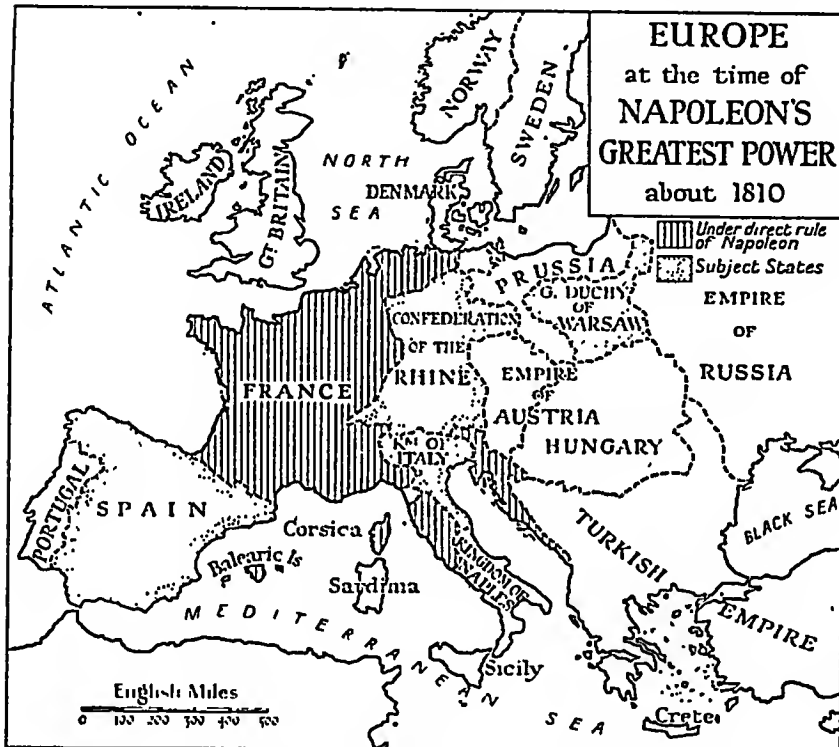 EUROPE
at the time of
NAPOLEON'S
GREATEST POWER
about 1810
Under direct rule
of Napoleon
Subject States
ATLANTIC OCEAN
NORTH
SEA
NORWAY
SWEDEN
DENMARK
IRELAND
GT BRITAIN
PRUSSIA
G. DUCHY
OF
WARSAW
EMPIRE
OF
RUSSIA
CONFEDERATION
OF THE
RHINE
FRANCE
EMPIRE
OF
AUSTRIA
HUNGARY
KM OF
ITALY
PORTUGAL
SPAIN
Corsica
Balearic Is
Sardinia
KINGDOM OF
NAPLES
BLACK SEA
TURKISH
EMPIRE
MEDITERRANEAN
SEA
Sicily
Crete
English Miles
0 100 200 300 400 500